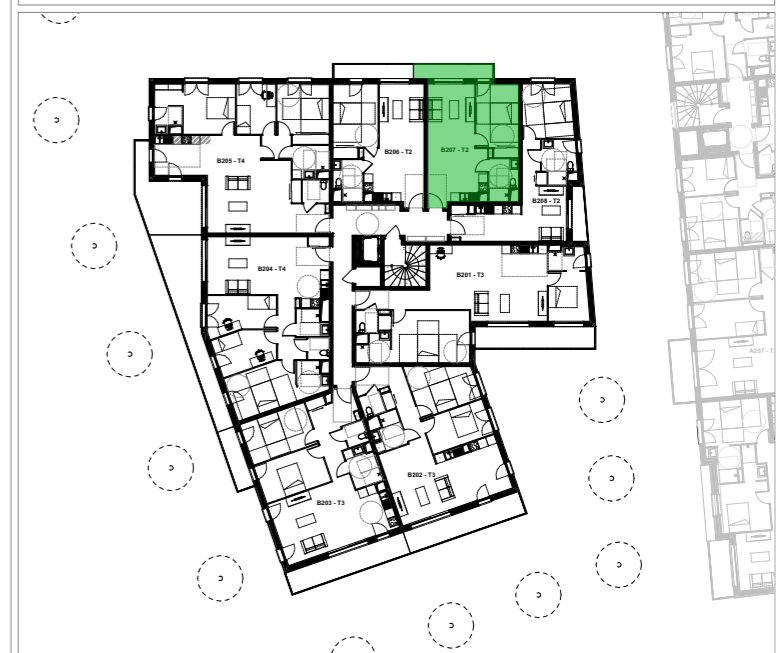 B205 - T4
B206 - T2
B207 - T2
B208 - T2
B204 - T4
B201 - T3
B203 - T3
B202 - T3